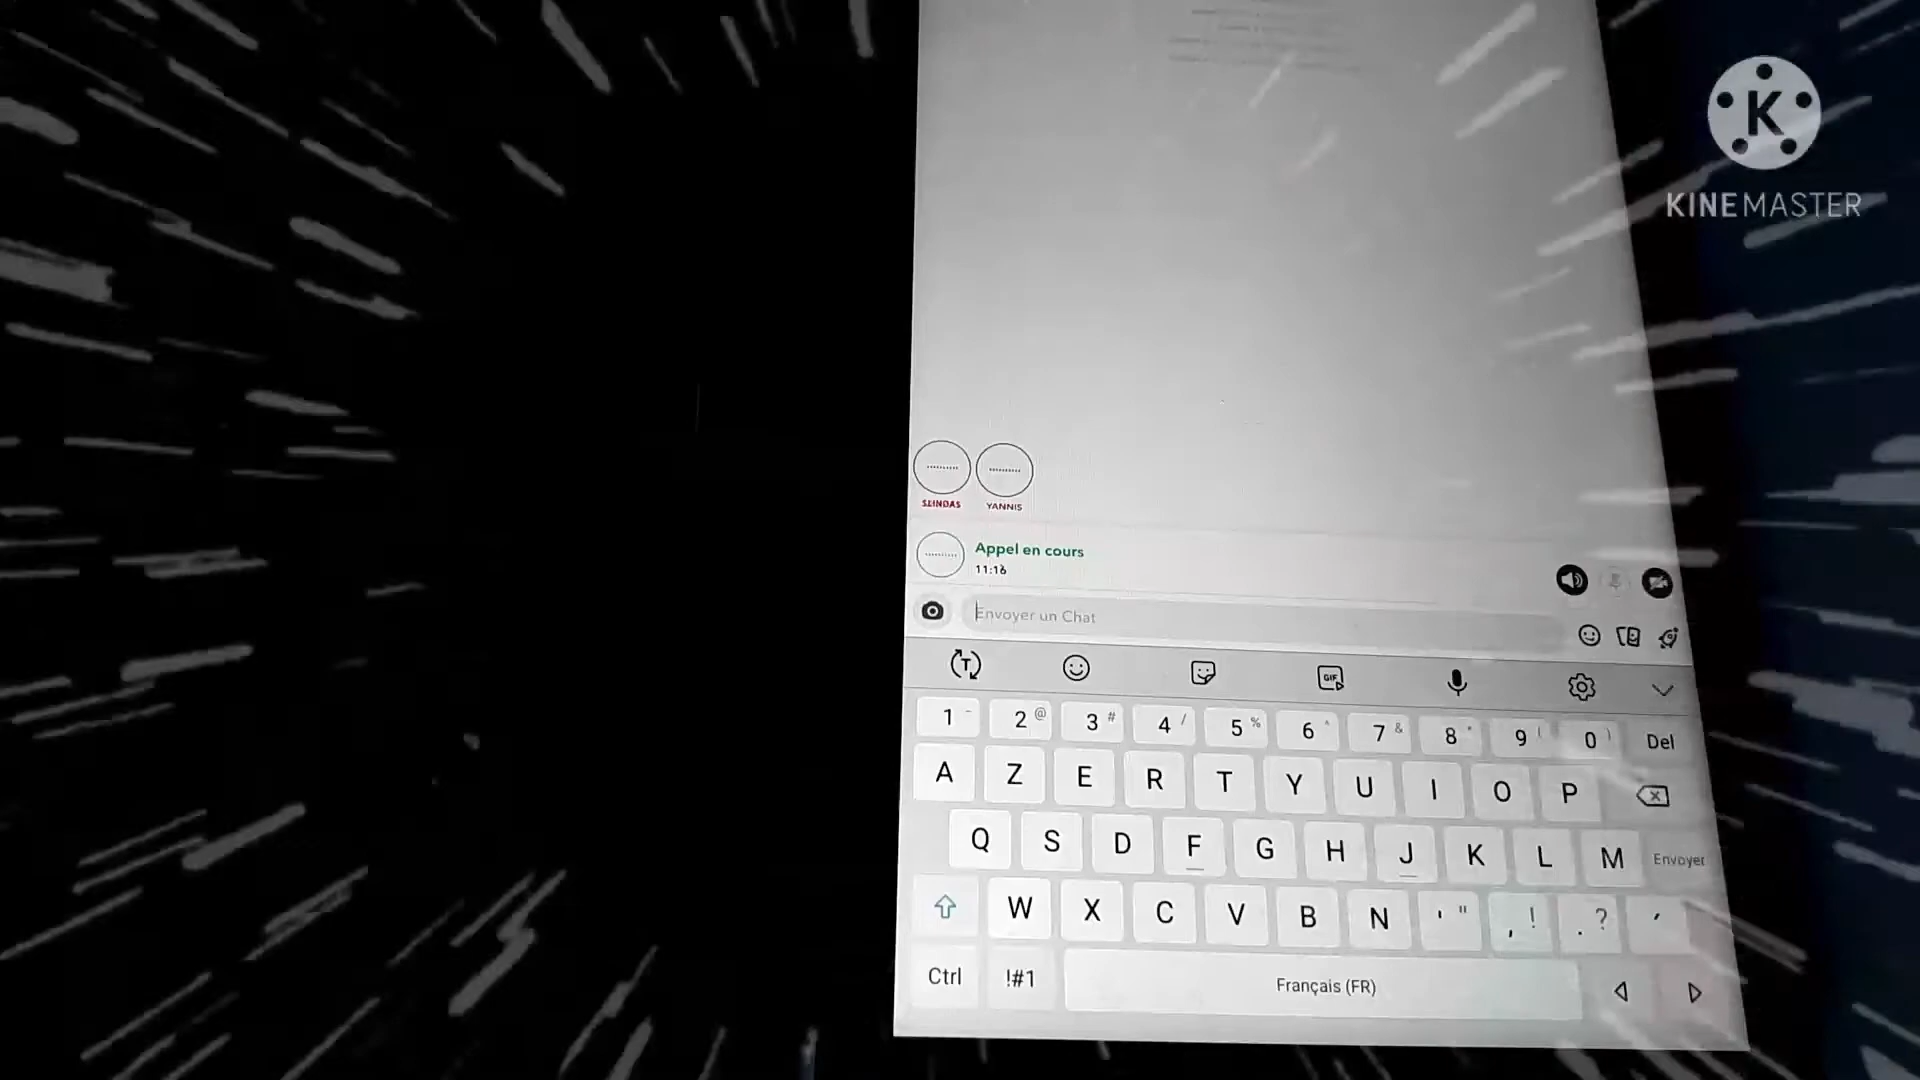 KINEMASTER
YANNIS
Appel en cours
11:16
Envoyer un Chat
T
GIF
1 - 2 @ 3 # 4 / 5 % 6 ^ 7 & 8 * 9 ( 0 ) Del
A Z E R T Y U I O P
Q S D F G H J K L M Envoyer
W X C V B N ' " , ! . ? ′
Ctrl !#1 Français (FR)